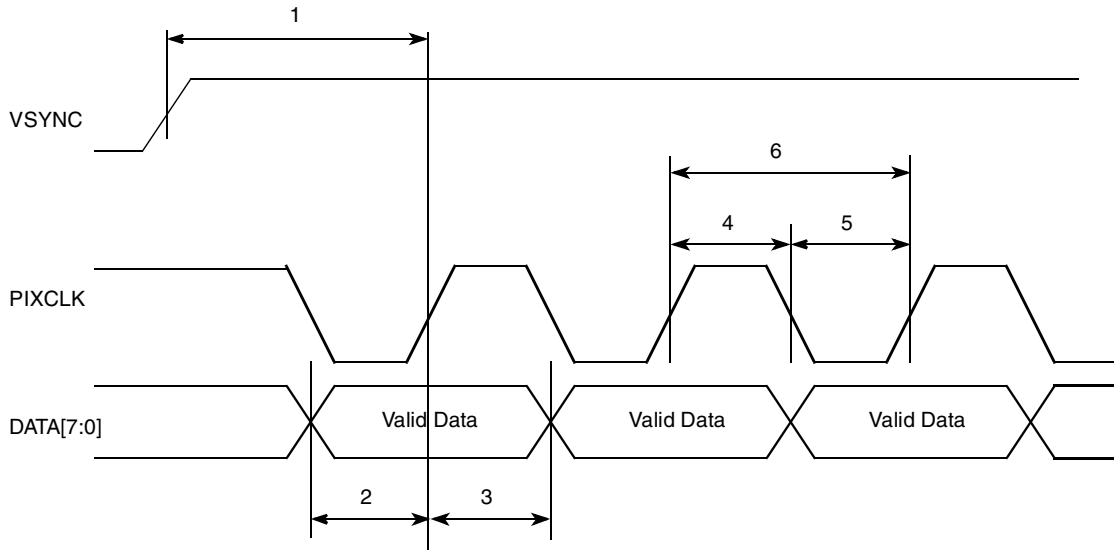 1
VSYNC
6
4 5
PIXCLK
DATA[7:0] Valid Data Valid Data Valid Data
2 3